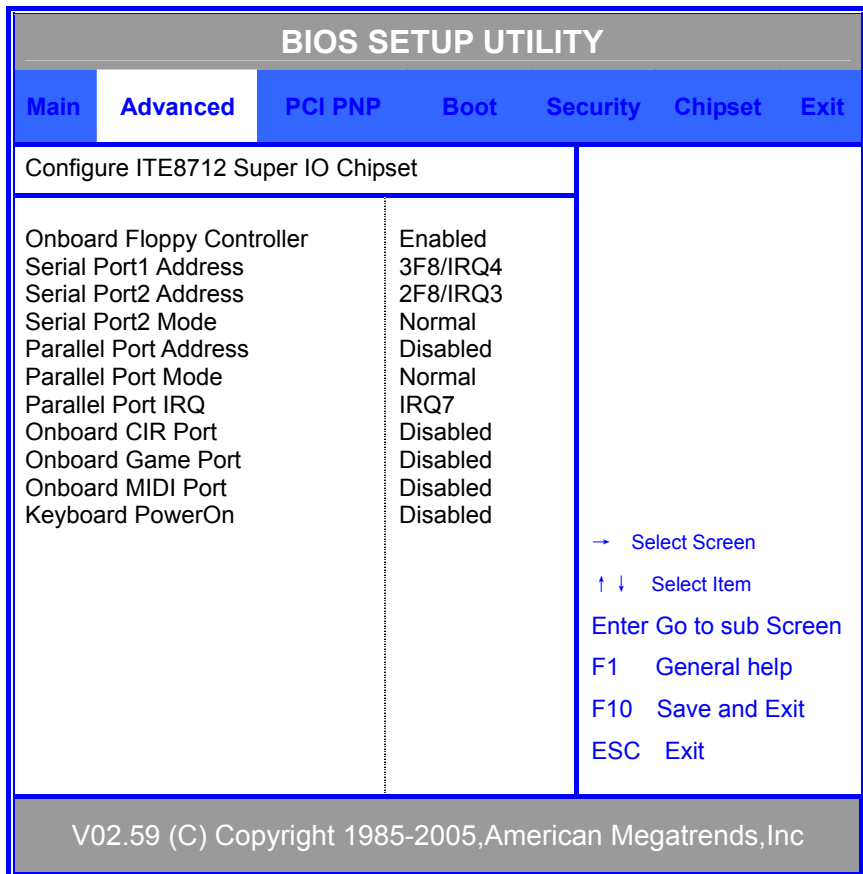 BIOS SETUP UTILITY
Main Advanced PCI PNP Boot Security Chipset Exit
Configure ITE8712 Super IO Chipset
Onboard Floppy Controller Enabled
Serial Port1 Address 3F8/IRQ4
Serial Port2 Address 2F8/IRQ3
Serial Port2 Mode Normal
Parallel Port Address Disabled
Parallel Port Mode Normal
Parallel Port IRQ IRQ7
Onboard CIR Port Disabled
Onboard Game Port Disabled
Onboard MIDI Port Disabled
Keyboard PowerOn Disabled
→ Select Screen
↑ ↓ Select Item
Enter Go to sub Screen
F1 General help
F10 Save and Exit
ESC Exit
V02.59 (C) Copyright 1985-2005,American Megatrends,Inc